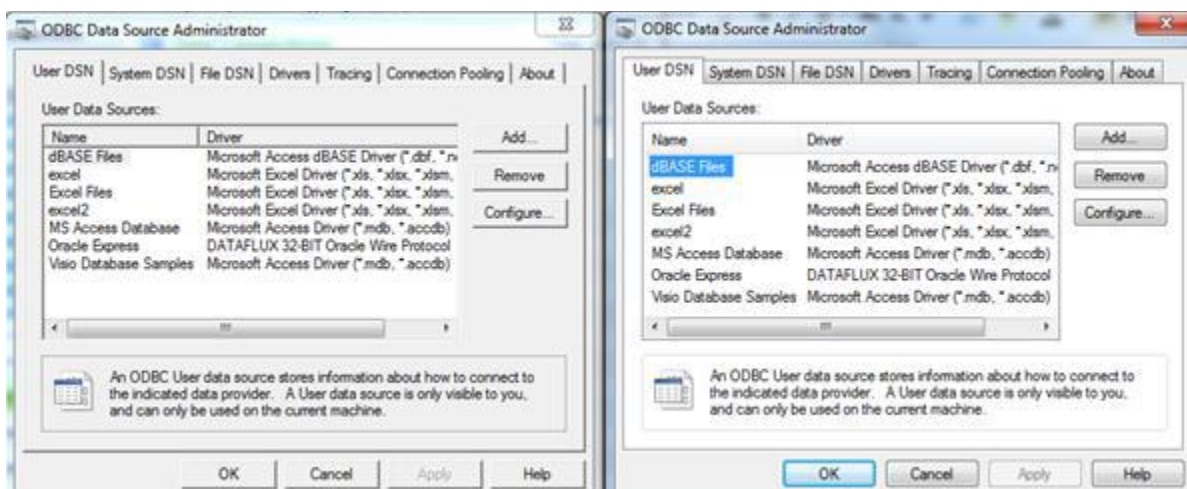 ODBC Data Source Administrator
User DSN System DSN File DSN Drivers Tracing Connection Pooling About
User Data Sources:
Name Driver
dBASE Files Microsoft Access dBASE Driver (*.dbf, *.n
excel Microsoft Excel Driver (*.xls, *.xlsx, *.xlsm,
Excel Files Microsoft Excel Driver (*.xls, *.xlsx, *.xlsm,
excel2 Microsoft Excel Driver (*.xls, *.xlsx, *.xlsm,
MS Access Database Microsoft Access Driver (*.mdb, *.accdb)
Oracle Express DATAFLUX 32-BIT Oracle Wire Protocol
Visio Database Samples Microsoft Access Driver (*.mdb, *.accdb)
Add...
Remove
Configure...
An ODBC User data source stores information about how to connect to
the indicated data provider. A User data source is only visible to you,
and can only be used on the current machine.
OK Cancel Apply Help
ODBC Data Source Administrator
User DSN System DSN File DSN Drivers Tracing Connection Pooling About
User Data Sources:
Name Driver
dBASE Files Microsoft Access dBASE Driver (*.dbf, *.n
excel Microsoft Excel Driver (*.xls, *.xlsx, *.xlsm,
Excel Files Microsoft Excel Driver (*.xls, *.xlsx, *.xlsm,
excel2 Microsoft Excel Driver (*.xls, *.xlsx, *.xlsm,
MS Access Database Microsoft Access Driver (*.mdb, *.accdb)
Oracle Express DATAFLUX 32-BIT Oracle Wire Protocol
Visio Database Samples Microsoft Access Driver (*.mdb, *.accdb)
Add...
Remove
Configure...
An ODBC User data source stores information about how to connect to
the indicated data provider. A User data source is only visible to you,
and can only be used on the current machine.
OK Cancel Apply Help